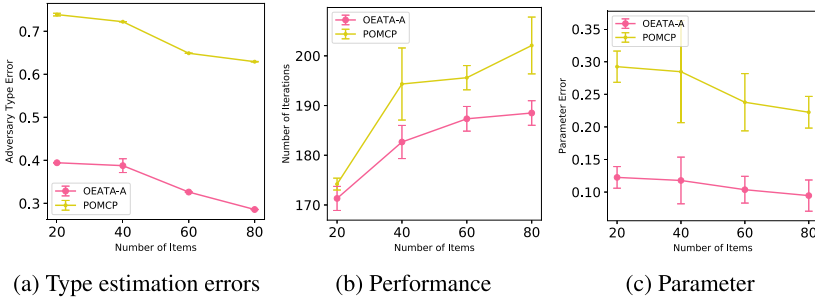 0.7
0.6
0.5
0.4
0.3
Adversary Type Error
OEATA-A
POMCP
20 40 60 80
Number of Items
(a) Type estimation errors
OEATA-A
POMCP
200
190
180
170
Number of Iterations
20 40 60 80
Number of Items
(b) Performance
OEATA-A
POMCP
0.35
0.30
0.25
0.20
0.15
0.10
Parameter Error
20 40 60 80
Number of Items
(c) Parameter